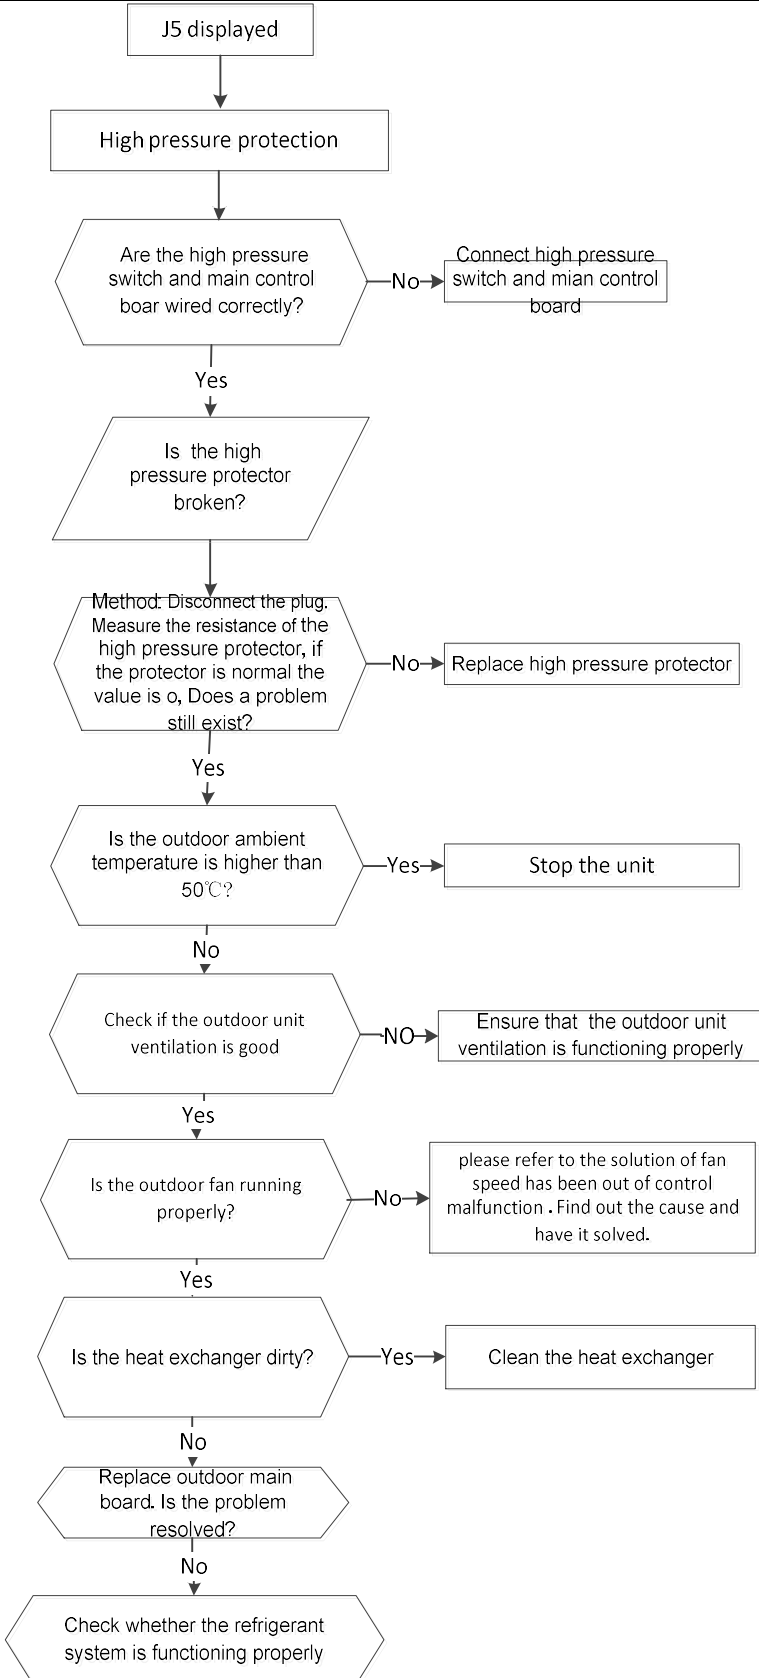 J5 displayed
High pressure protection
Are the high pressure
switch and main control
boar wired correctly?
No
Connect high pressure
switch and mian control
board
Yes
Is the high
pressure protector
broken?
Method: Disconnect the plug.
Measure the resistance of the
high pressure protector, if
the protector is normal the
value is o, Does a problem
still exist?
No
Replace high pressure protector
Yes
Is the outdoor ambient
temperature is higher than
50℃?
Yes
Stop the unit
No
Check if the outdoor unit
ventilation is good
NO
Ensure that the outdoor unit
ventilation is functioning properly
Yes
Is the outdoor fan running
properly?
No
please refer to the solution of fan
speed has been out of control
malfunction . Find out the cause and
have it solved.
Yes
Is the heat exchanger dirty?
Yes
Clean the heat exchanger
No
Replace outdoor main
board. Is the problem
resolved?
No
Check whether the refrigerant
system is functioning properly